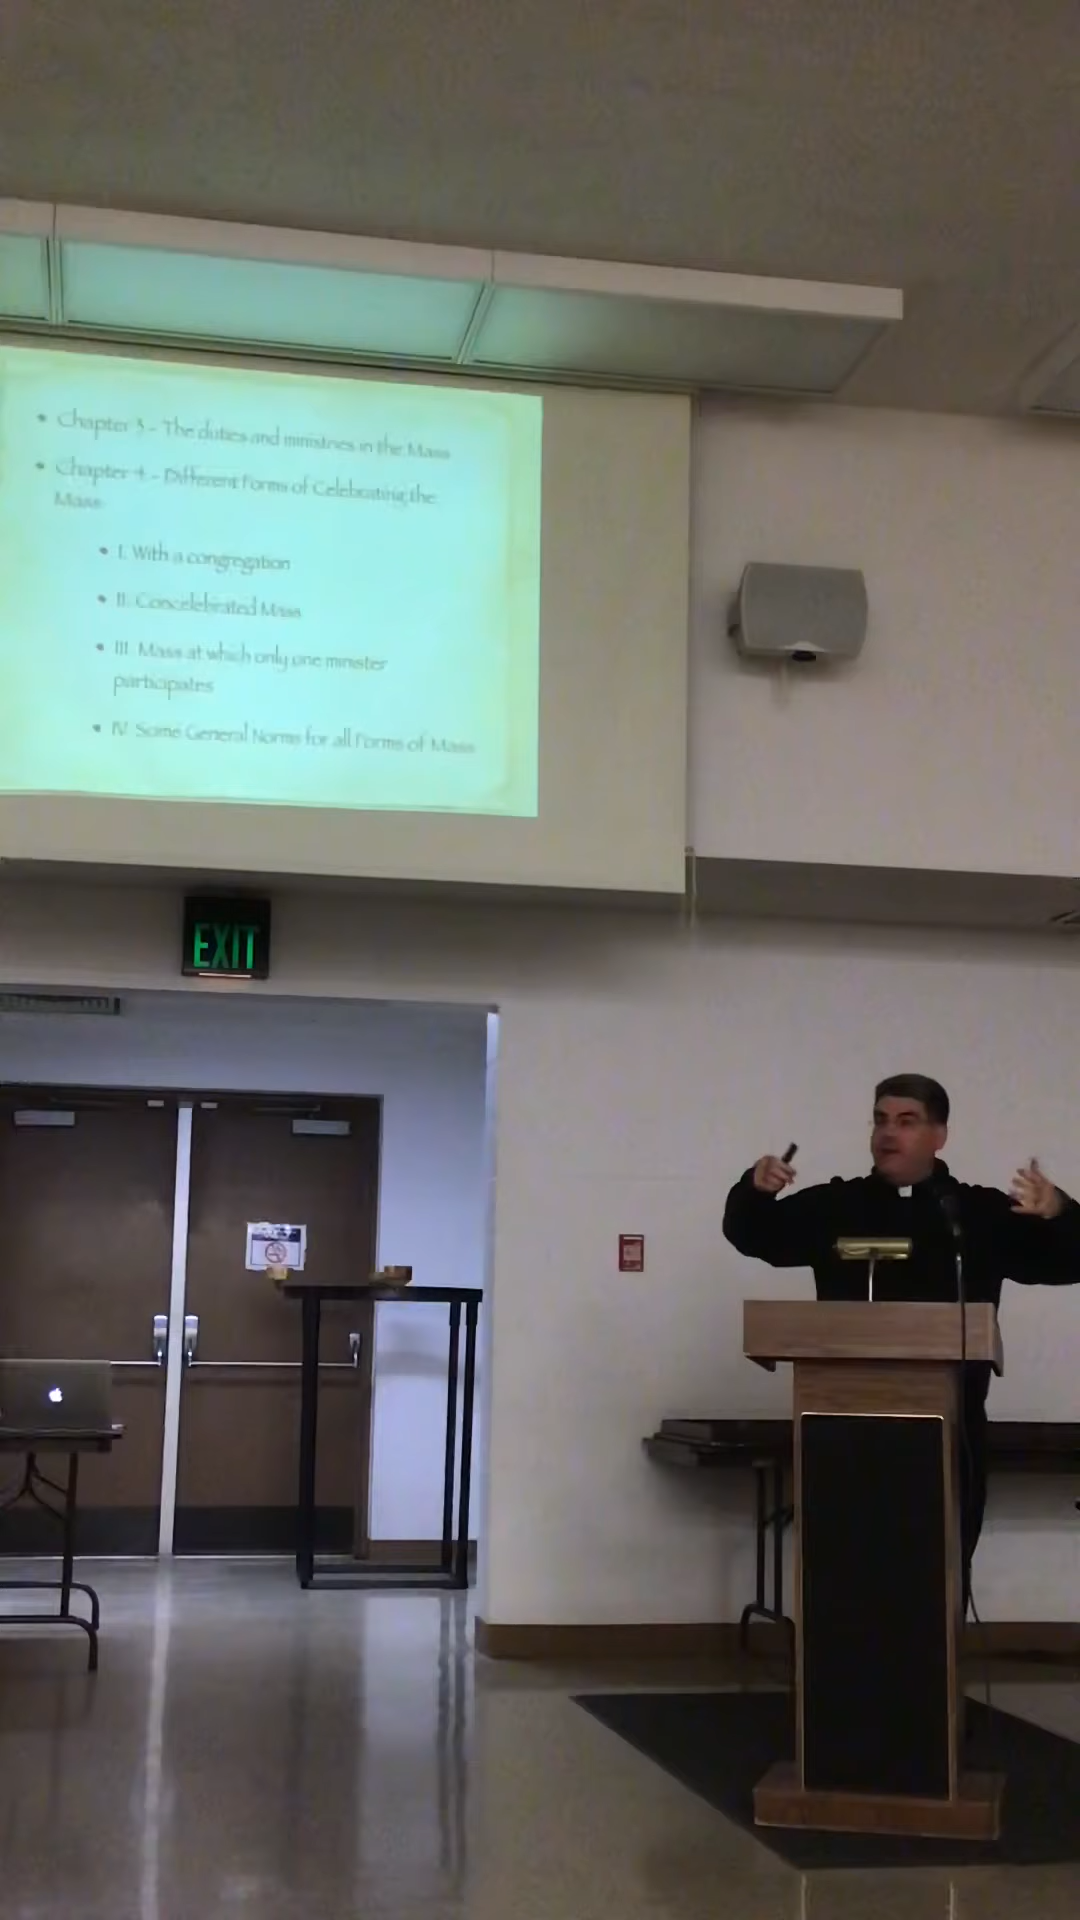 • Chapter 3 - The duties and ministries in the Mass
• Chapter 4 - Different Forms of Celebrating the
Mass
• I. With a congregation
• II. Concelebrated Mass
• III. Mass at which only one minister
participates
• IV. Some General Norms for all Forms of Mass
EXIT